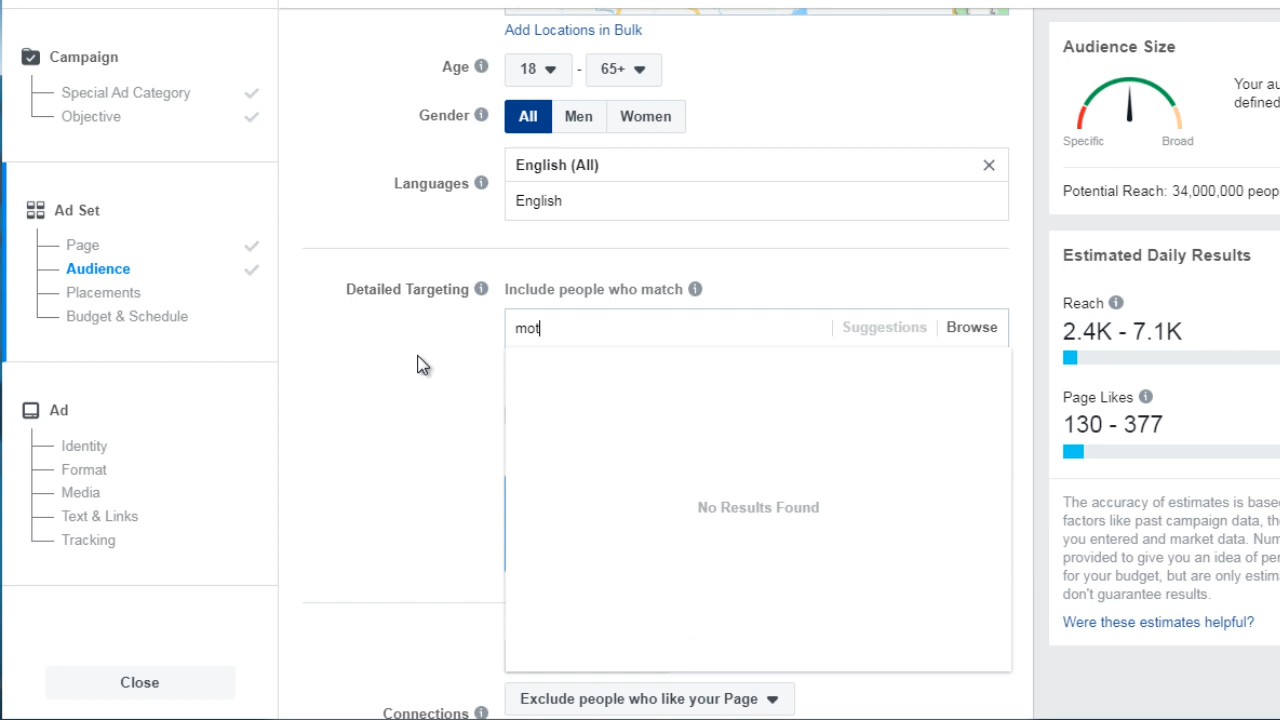 Campaign
Special Ad Category
Objective
Ad Set
Page
Audience
Placements
Budget & Schedule
Ad
Identity
Format
Media
Text & Links
Tracking
Close
Add Locations in Bulk
Age
18
-
65+
Gender
All
Men
Women
Languages
English (All)
English
Detailed Targeting
Include people who match
mot
Suggestions
Browse
No Results Found
Connections
Exclude people who like your Page
Audience Size
Your au
defined
Specific
Broad
Potential Reach: 34,000,000 peop
Estimated Daily Results
Reach
2.4K - 7.1K
Page Likes
130 - 377
The accuracy of estimates is base
factors like past campaign data, th
you entered and market data. Num
provided to give you an idea of per
for your budget, but are only estim
don't guarantee results.
Were these estimates helpful?